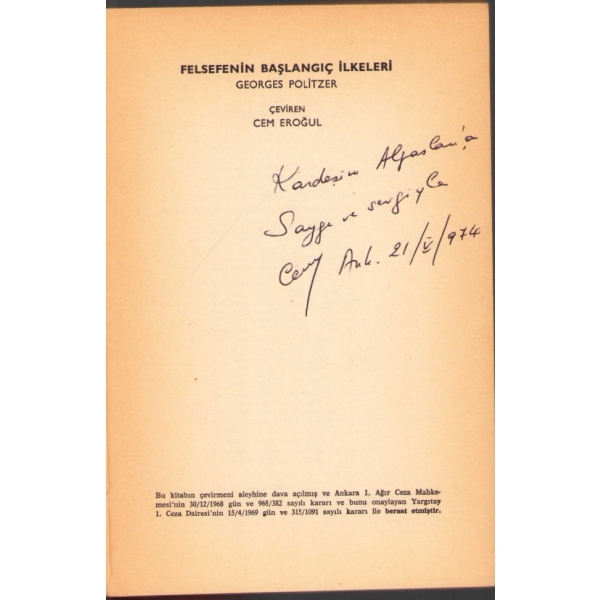 FELSEFENİN BAŞLANGIÇ İLKELERİ
GEORGES POLİTZER
ÇEVİREN
CEM EROĞUL
Kardeşim Alpaslan'a
Saygı ve sevgiyle
Cem Ank. 21/V/974
Bu kitabın çevirmeni aleyhine dava açılmış ve Ankara 1. Ağır Ceza Mahke-
mesi'nin 30/12/1968 gün ve 968/382 sayılı kararı ve bunu onaylayan Yargıtay
1. Ceza Dairesi'nin 15/4/1969 gün ve 315/1091 sayılı kararı ile beraat etmiştir.